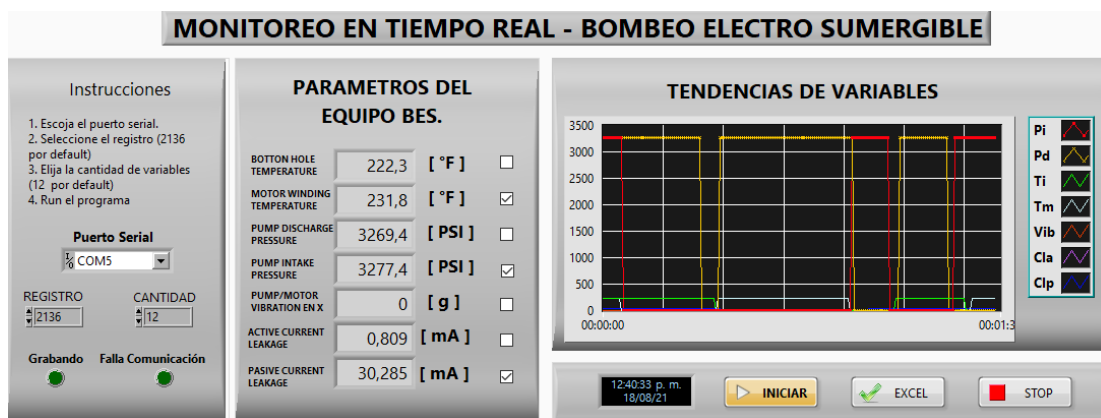 MONITOREO EN TIEMPO REAL - BOMBEO ELECTRO SUMERGIBLE
Instrucciones
1. Escoja el puerto serial.
2. Seleccione el registro (2136
por default)
3. Elija la cantidad de variables
(12 por default)
4. Run el programa
Puerto Serial
COM5
REGISTRO CANTIDAD
2136 12
Grabando Falla Comunicación
PARAMETROS DEL
EQUIPO BES.
BOTTON HOLE
TEMPERATURE 222,3 [ °F ]
MOTOR WINDING
TEMPERATURE 231,8 [ °F ]
PUMP DISCHARGE
PRESSURE 3269,4 [ PSI ]
PUMP INTAKE
PRESSURE 3277,4 [ PSI ]
PUMP/MOTOR
VIBRATION EN X 0 [ g ]
ACTIVE CURRENT
LEAKAGE 0,809 [ mA ]
PASIVE CURRENT
LEAKAGE 30,285 [ mA ]
TENDENCIAS DE VARIABLES
3500
3000
2500
2000
1500
1000
500
0
00:00:00 00:01:3
Pi
Pd
Ti
Tm
Vib
Cla
Clp
12:40:33 p. m.
18/08/21
INICIAR
EXCEL
STOP